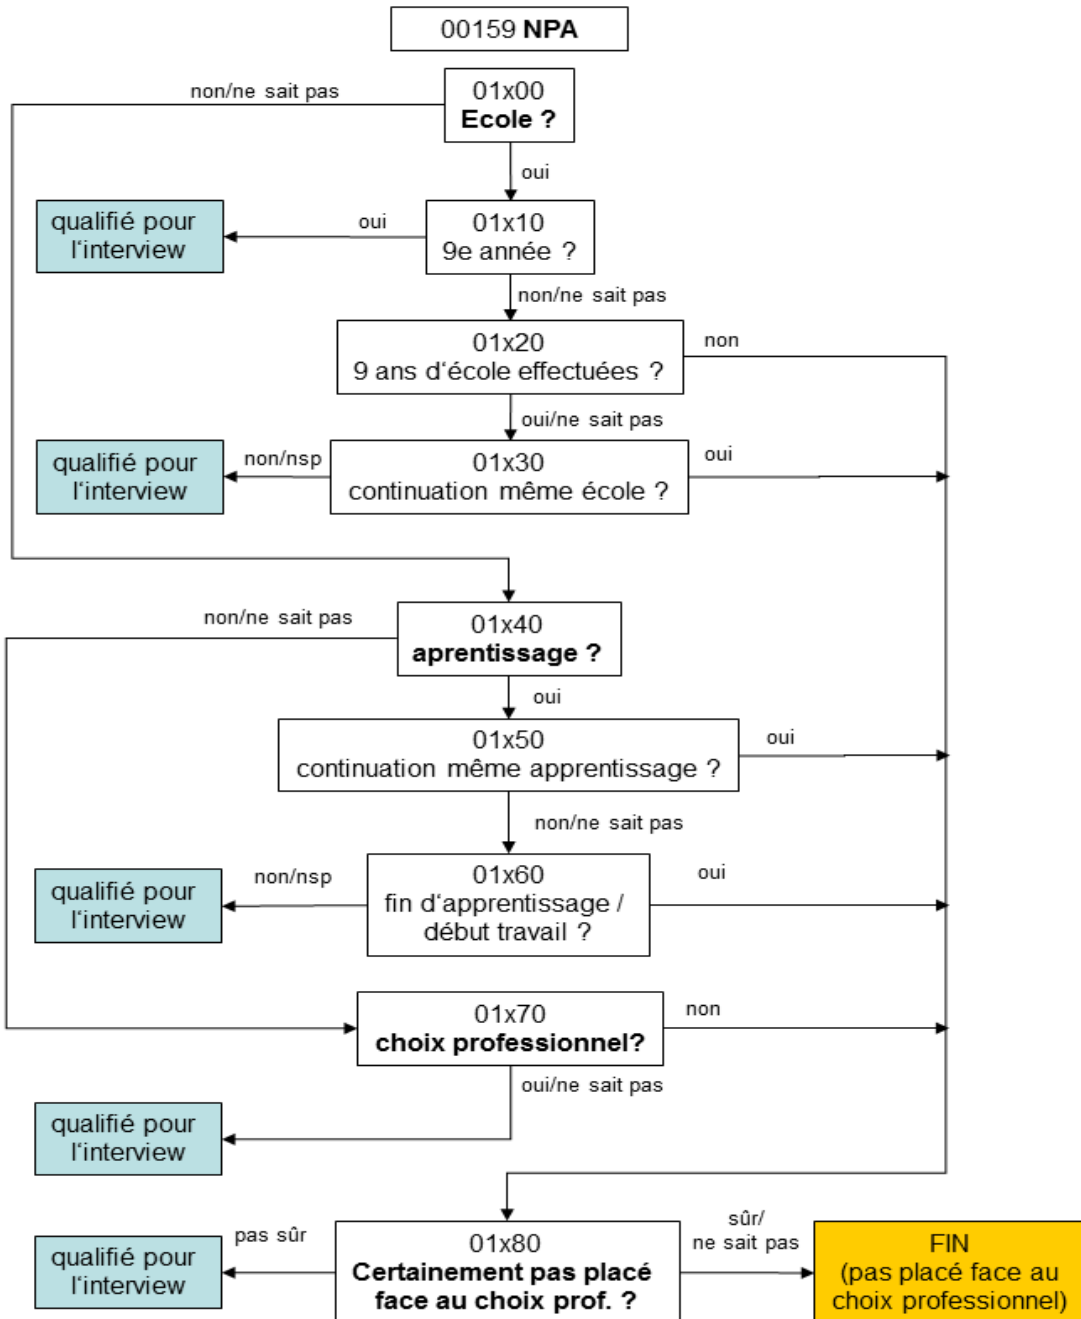 00159 NPA
non/ne sait pas
01x00
Ecole ?
oui
qualifié pour
l‘interview
oui
01x10
9e année ?
non/ne sait pas
01x20
9 ans d‘école effectuées ?
non
oui/ne sait pas
qualifié pour
l‘interview
non/nsp
01x30
continuation même école ?
oui
non/ne sait pas
01x40
aprentissage ?
oui
01x50
continuation même apprentissage ?
oui
non/ne sait pas
qualifié pour
l‘interview
non/nsp
01x60
fin d‘apprentissage /
début travail ?
oui
01x70
choix professionnel?
non
oui/ne sait pas
qualifié pour
l‘interview
qualifié pour
l‘interview
pas sûr
01x80
Certainement pas placé
face au choix prof. ?
sûr/
ne sait pas
FIN
(pas placé face au
choix professionnel)